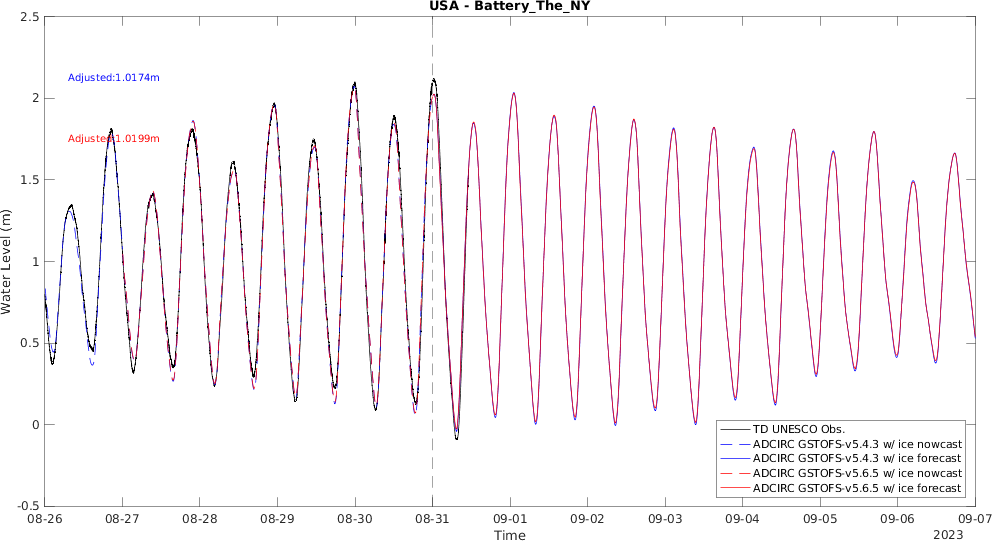 USA - Battery_The_NY
2.5
2
1.5
1
0.5
0
-0.5
Water Level (m)
Adjusted:1.0174m
Adjusted:1.0199m
TD UNESCO Obs.
ADCIRC GSTOFS-v5.4.3 w/ ice nowcast
ADCIRC GSTOFS-v5.4.3 w/ ice forecast
ADCIRC GSTOFS-v5.6.5 w/ ice nowcast
ADCIRC GSTOFS-v5.6.5 w/ ice forecast
08-26 08-27 08-28 08-29 08-30 08-31 09-01 09-02 09-03 09-04 09-05 09-06 09-07
Time
2023